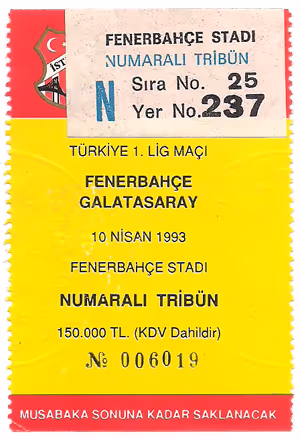 İST
FENERBAHÇE STADI
NUMARALI TRİBÜN
N
Sıra No. 25
Yer No. 237
TÜRKİYE 1. LİG MAÇI
FENERBAHÇE
GALATASARAY
10 NİSAN 1993
FENERBAHÇE STADI
NUMARALI TRİBÜN
150.000 TL. (KDV Dahildir)
№ 006019
MUSABAKA SONUNA KADAR SAKLANACAK